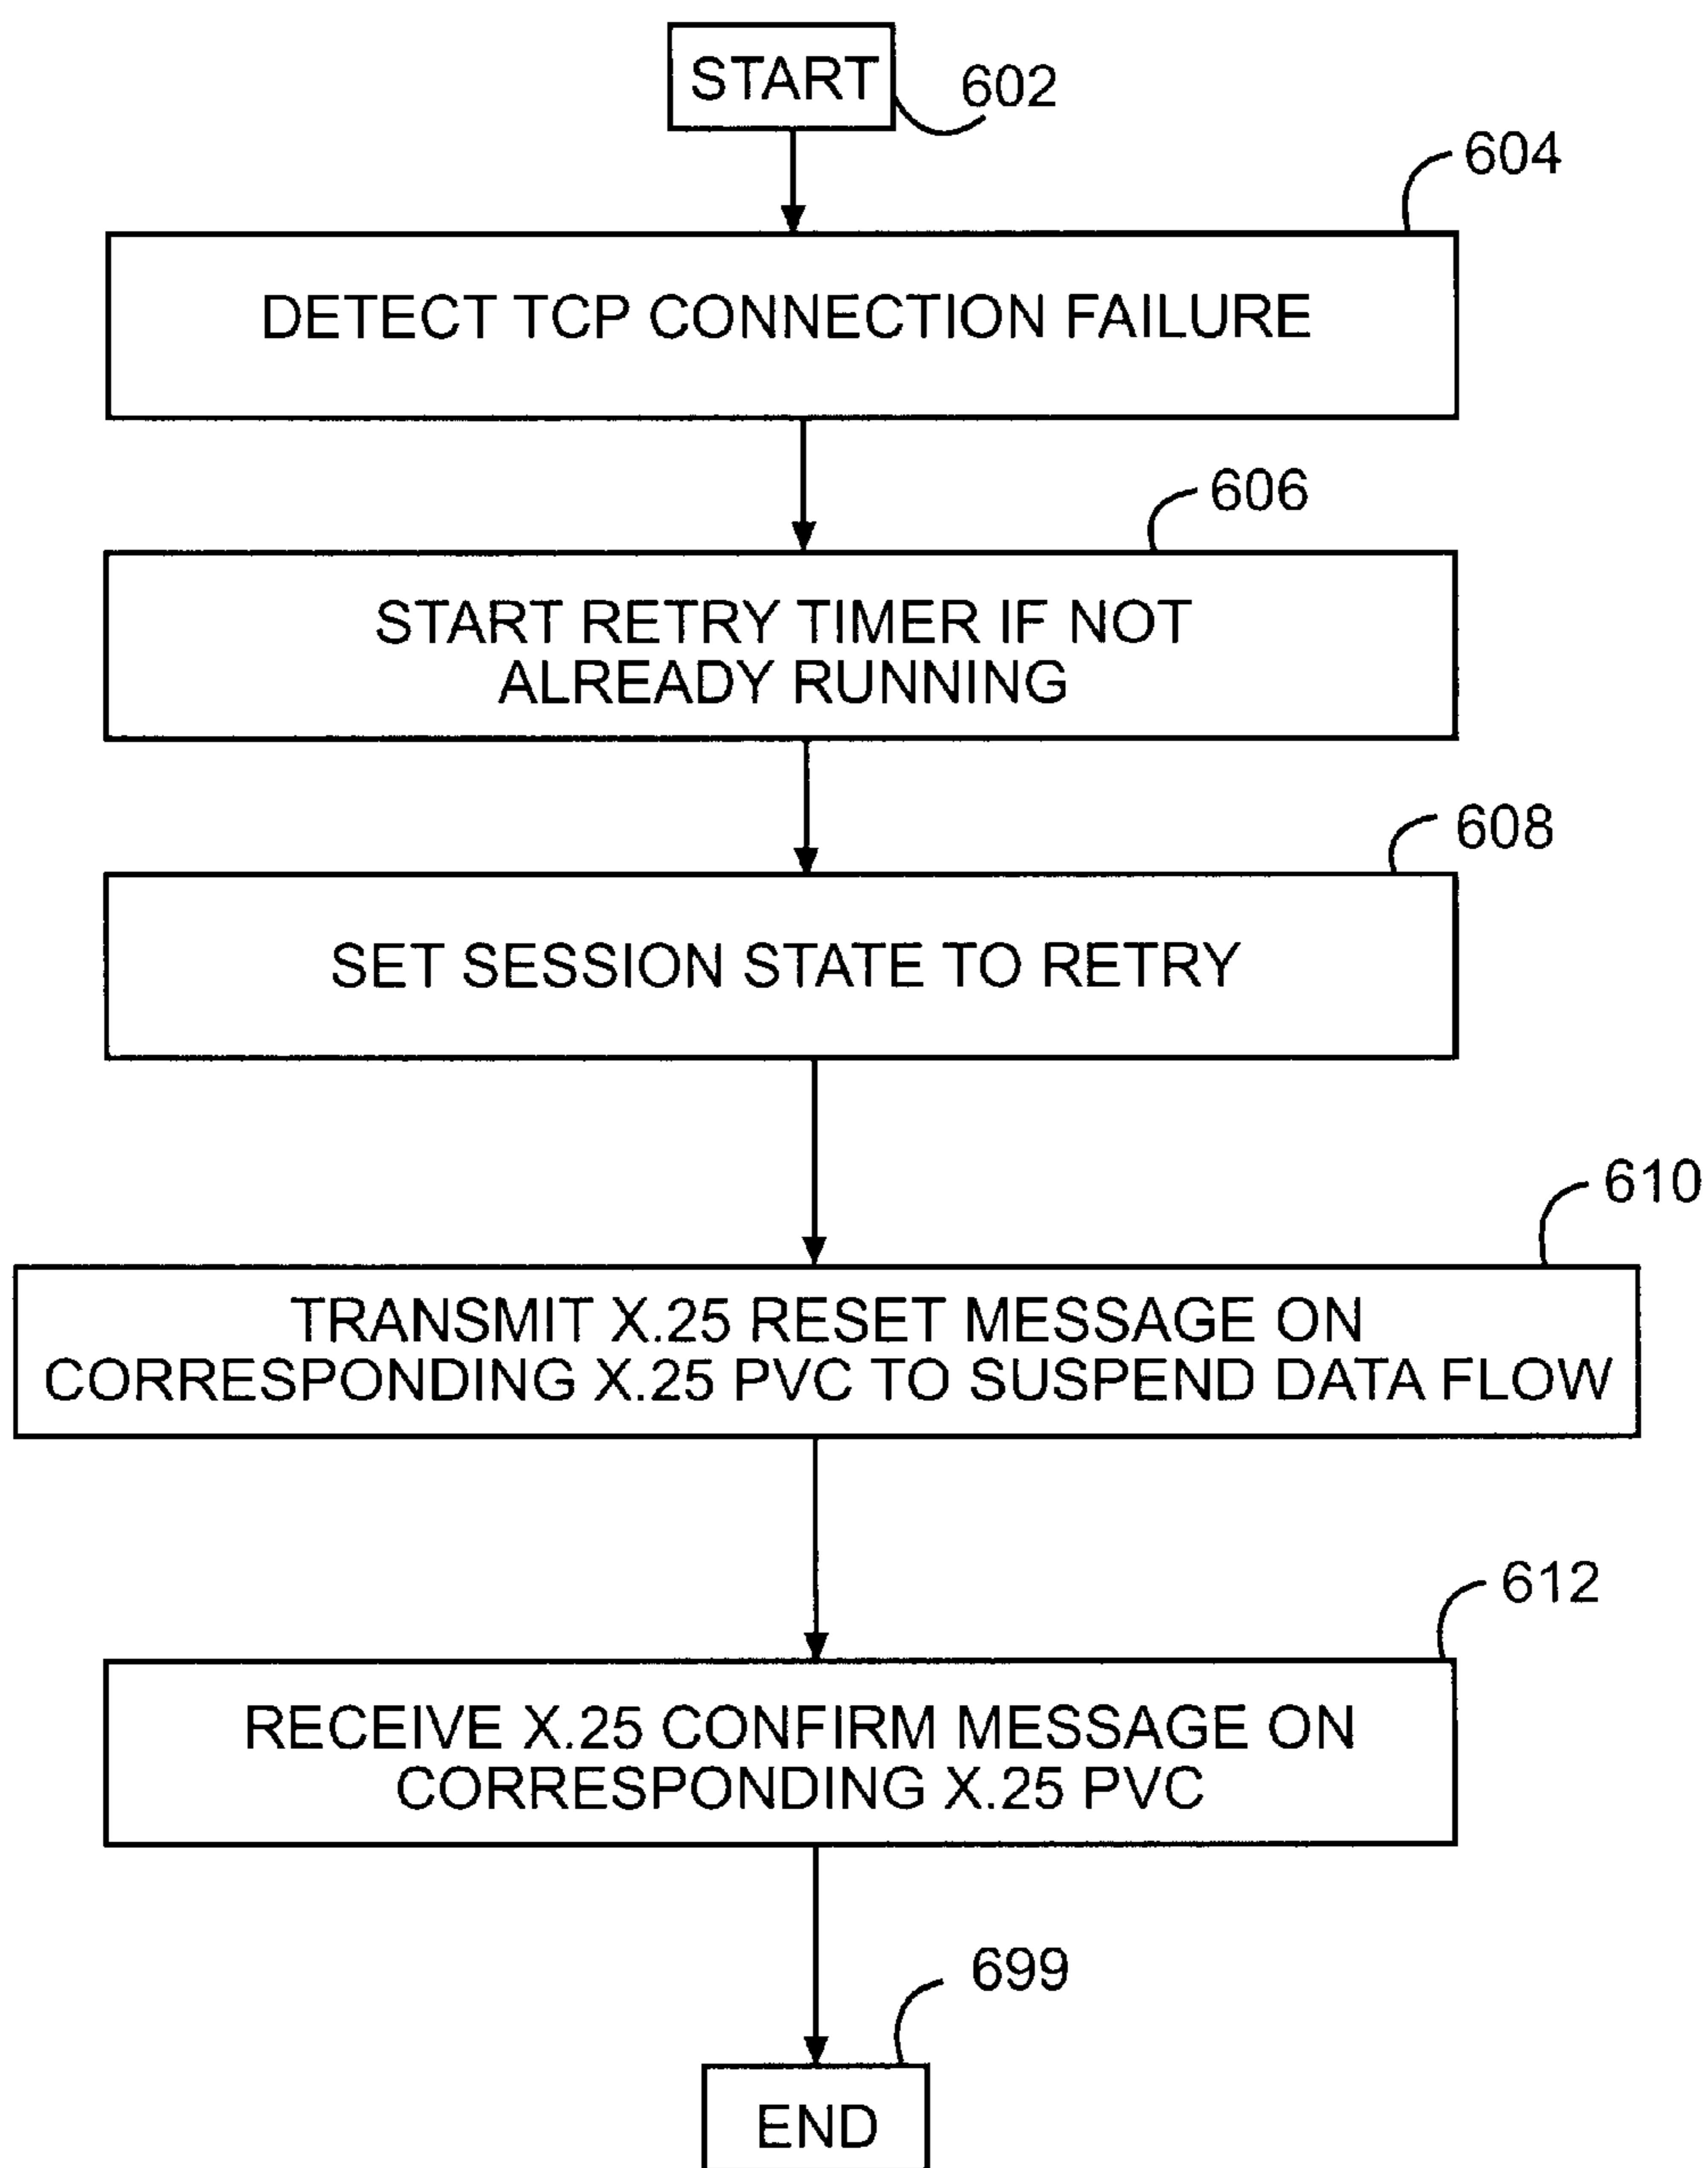 START
602
604
DETECT TCP CONNECTION FAILURE
606
START RETRY TIMER IF NOT
ALREADY RUNNING
608
SET SESSION STATE TO RETRY
610
TRANSMIT X.25 RESET MESSAGE ON
CORRESPONDING X.25 PVC TO SUSPEND DATA FLOW
612
RECEIVE X.25 CONFIRM MESSAGE ON
CORRESPONDING X.25 PVC
699
END